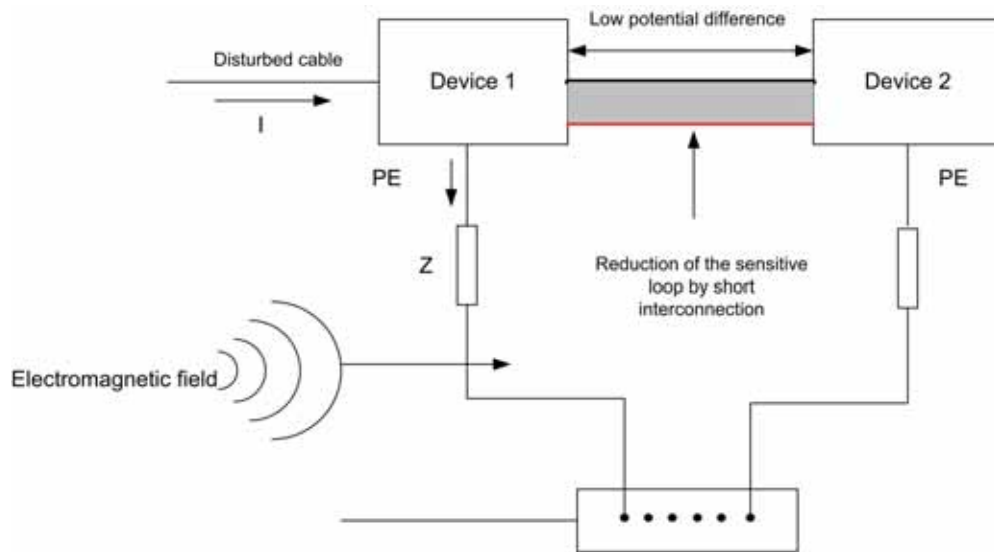 Low potential difference
Disturbed cable
Device 1
Device 2
I
PE
PE
Z
Reduction of the sensitive
loop by short
interconnection
Electromagnetic field